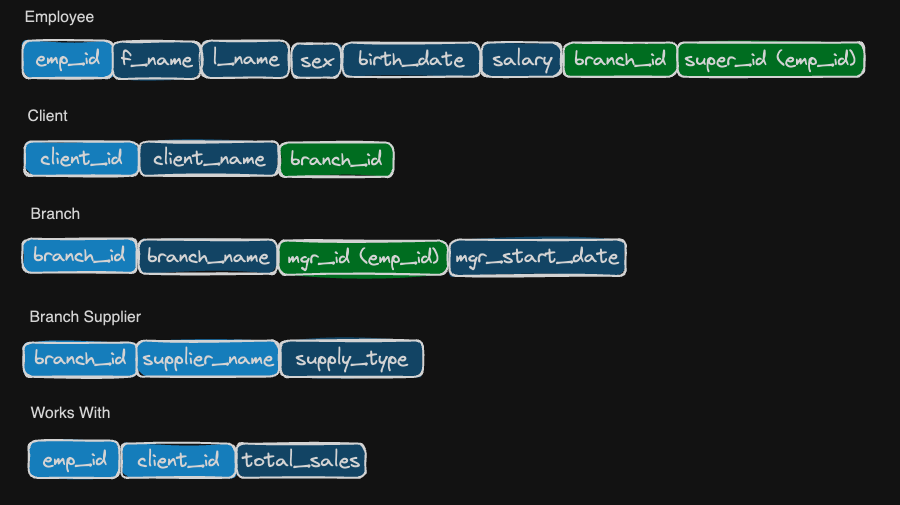 Employee
emp_id f_name l_name sex birth_date salary branch_id super_id (emp_id)
Client
client_id client_name branch_id
Branch
branch_id branch_name mgr_id (emp_id) mgr_start_date
Branch Supplier
branch_id supplier_name supply_type
Works With
emp_id client_id total_sales